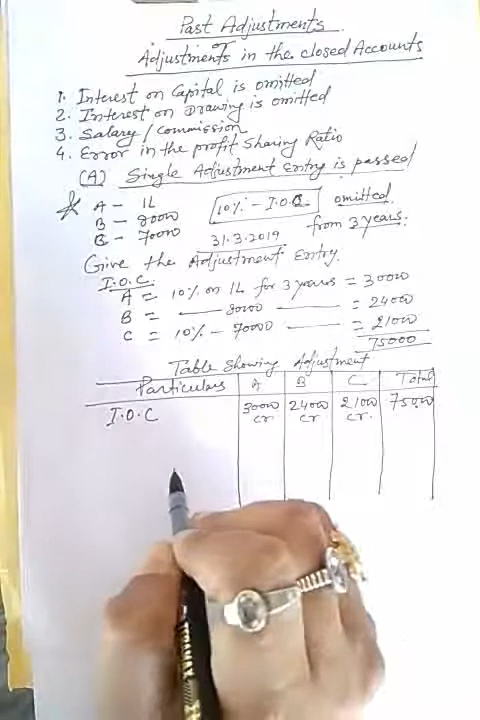 Past Adjustments
or
Adjustments in the closed Accounts
1. Interest on Capital is omitted
2. Interest on Drawing is omitted
3. Salary / Commission
4. Error in the profit Sharing Ratio
(A) Single Adjustment Entry is passed
A - 1L
B - 80000
C - 70000
10% - I.O.C omitted
31.3.2019 from 3 years.
Give the Adjustment Entry.
I.O.C.
A = 10% on 1L for 3 years = 30000
B = —— 80000 —— = 24000
C = 10% - 70000 —— = 21000
75000
Table Showing Adjustment
Particulars A B C Total
I.O.C 30000 cr 24000 cr 21000 cr. 75000